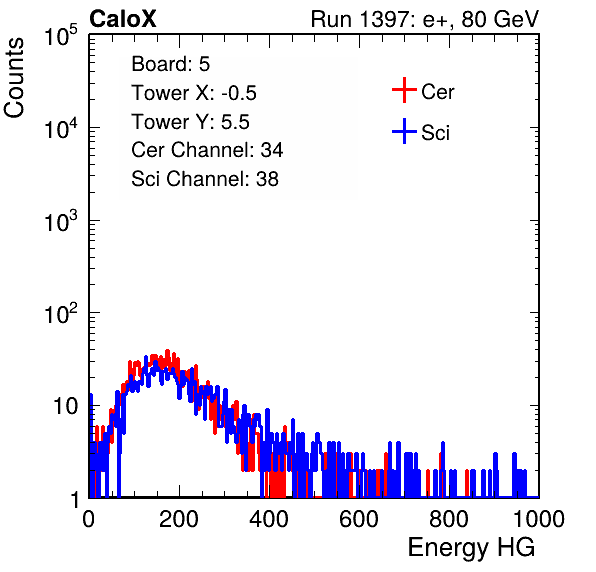 CaloX Run 1397: e+, 80 GeV
Counts
Board: 5
Tower X: -0.5
Tower Y: 5.5
Cer Channel: 34
Sci Channel: 38
Cer
Sci
10^5
10^4
10^3
10^2
10
1
0 200 400 600 800 1000
Energy HG